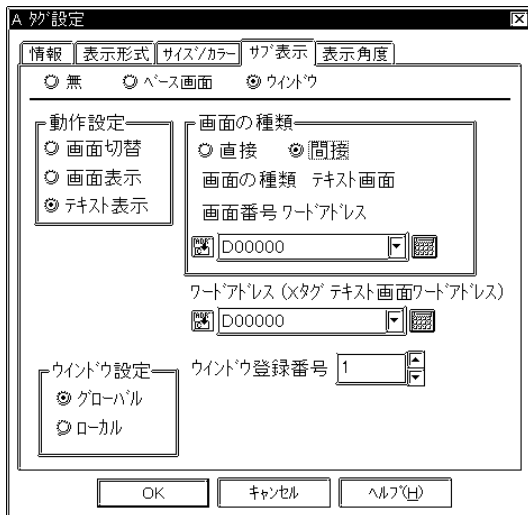 A ﾀｸﾞ設定
情報 表示形式 ｻｲｽﾞ/ｶﾗｰ ｻﾌﾞ表示 表示角度
無 ﾍﾞｰｽ画面 ｳｨﾝﾄﾞｳ
動作設定
画面切替
画面表示
ﾃｷｽﾄ表示
画面の種類
直接 間接
画面の種類 ﾃｷｽﾄ画面
画面番号 ﾜｰﾄﾞｱﾄﾞﾚｽ
D00000
ﾜｰﾄﾞｱﾄﾞﾚｽ (Xﾀｸﾞ ﾃｷｽﾄ画面ﾜｰﾄﾞｱﾄﾞﾚｽ)
D00000
ｳｨﾝﾄﾞｳ設定
ｸﾞﾛｰﾊﾞﾙ
ﾛｰｶﾙ
ｳｨﾝﾄﾞｳ登録番号 1
OK ｷｬﾝｾﾙ ﾍﾙﾌﾟ(H)